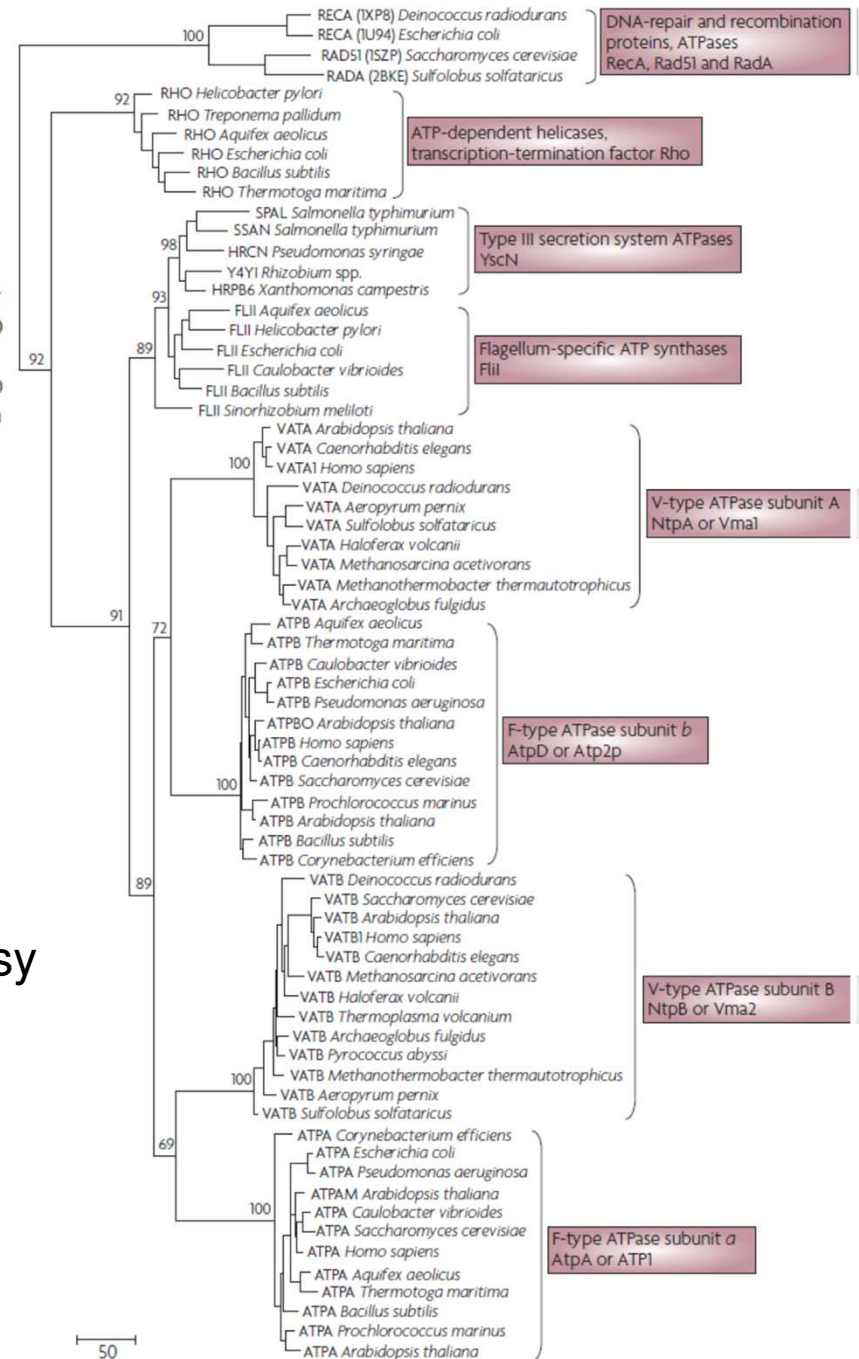 RECA (1XP8) Deinococcus radiodurans
RECA (1U94) Escherichia coli
100
RAD51 (1SZP) Saccharomyces cerevisiae
RADA (2BKE) Sulfolobus solfataricus
DNA-repair and recombination
proteins, ATPases
RecA, Rad51 and RadA
92
RHO Helicobacter pylori
RHO Treponema pallidum
RHO Aquifex aeolicus
RHO Escherichia coli
RHO Bacillus subtilis
RHO Thermotoga maritima
ATP-dependent helicases,
transcription-termination factor Rho
SPAL Salmonella typhimurium
SSAN Salmonella typhimurium
98
HRCN Pseudomonas syringae
Y4YI Rhizobium spp.
HRPB6 Xanthomonas campestris
Type III secretion system ATPases
YscN
93
FLII Aquifex aeolicus
FLII Helicobacter pylori
89
FLII Escherichia coli
92
FLII Caulobacter vibrioides
FLII Bacillus subtilis
FLII Sinorhizobium meliloti
Flagellum-specific ATP synthases
FliI
VATA Arabidopsis thaliana
VATA Caenorhabditis elegans
100
VATA1 Homo sapiens
VATA Deinococcus radiodurans
VATA Aeropyrum pernix
VATA Sulfolobus solfataricus
VATA Haloferax volcanii
VATA Methanosarcina acetivorans
VATA Methanothermobacter thermautotrophicus
VATA Archaeoglobus fulgidus
V-type ATPase subunit A
NtpA or Vma1
91
72
ATPB Aquifex aeolicus
ATPB Thermotoga maritima
ATPB Caulobacter vibrioides
ATPB Escherichia coli
ATPB Pseudomonas aeruginosa
ATPBO Arabidopsis thaliana
ATPB Homo sapiens
ATPB Caenorhabditis elegans
100
ATPB Saccharomyces cerevisiae
ATPB Prochlorococcus marinus
ATPB Arabidopsis thaliana
ATPB Bacillus subtilis
ATPB Corynebacterium efficiens
F-type ATPase subunit b
AtpD or Atp2p
89
VATB Deinococcus radiodurans
VATB Saccharomyces cerevisiae
VATB Arabidopsis thaliana
VATB1 Homo sapiens
VATB Caenorhabditis elegans
VATB Methanosarcina acetivorans
VATB Haloferax volcanii
VATB Thermoplasma volcanium
VATB Archaeoglobus fulgidus
VATB Pyrococcus abyssi
100
VATB Methanothermobacter thermautotrophicus
VATB Aeropyrum pernix
VATB Sulfolobus solfataricus
V-type ATPase subunit B
NtpB or Vma2
sy
69
ATPA Corynebacterium efficiens
ATPA Escherichia coli
ATPA Pseudomonas aeruginosa
100
ATPAM Arabidopsis thaliana
ATPA Caulobacter vibrioides
ATPA Saccharomyces cerevisiae
ATPA Homo sapiens
ATPA Aquifex aeolicus
ATPA Thermotoga maritima
ATPA Bacillus subtilis
ATPA Prochlorococcus marinus
ATPA Arabidopsis thaliana
F-type ATPase subunit a
AtpA or ATP1
50